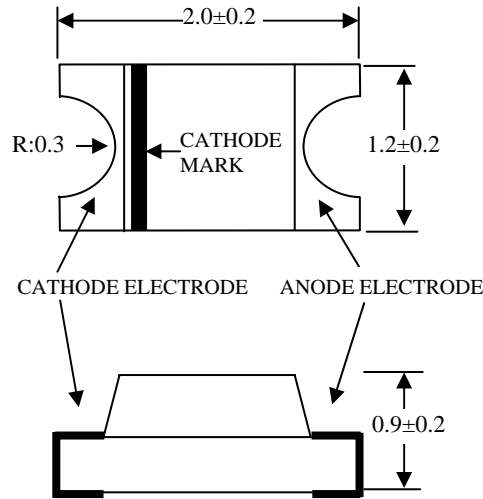 2.0±0.2
R:0.3
CATHODE
MARK
1.2±0.2
CATHODE ELECTRODE
ANODE ELECTRODE
0.9±0.2